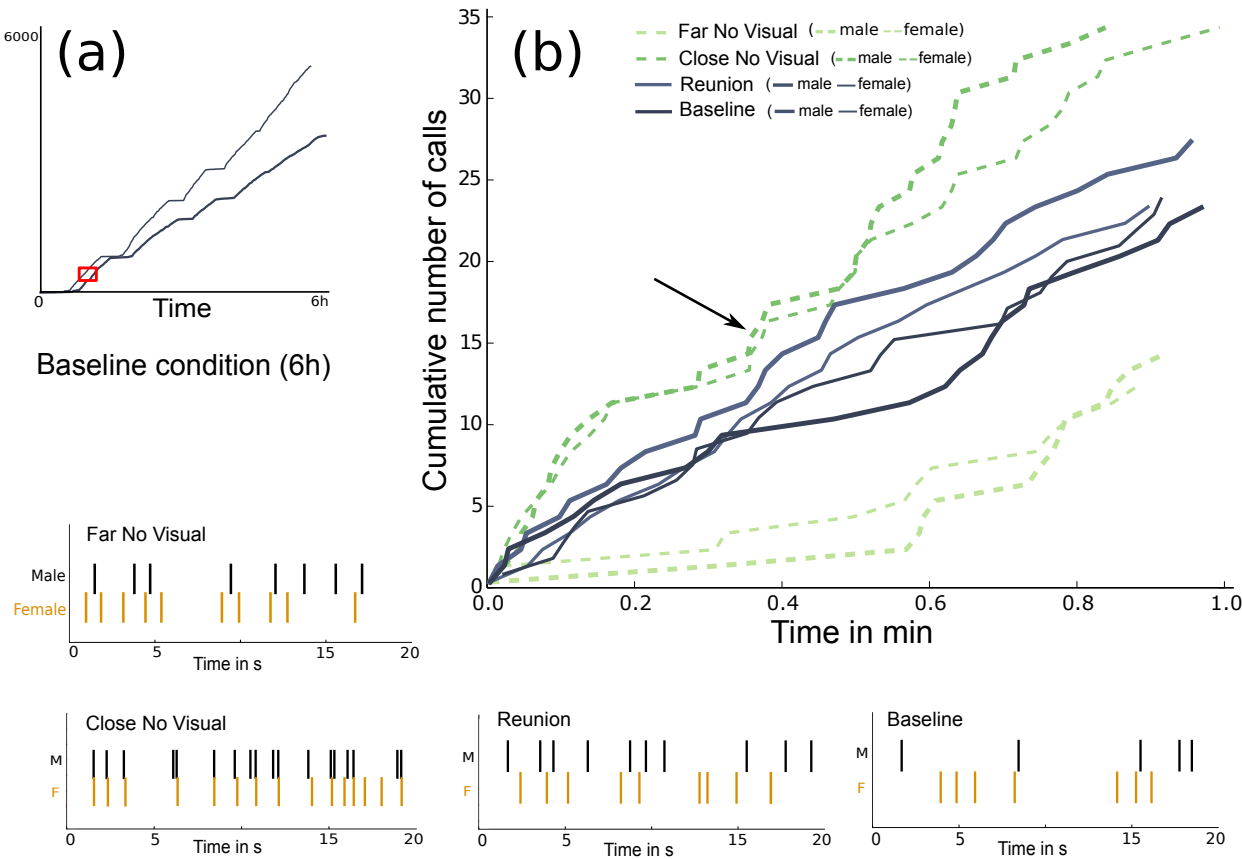 6000
(a)
0
6h
Time
Baseline condition (6h)
(b)
Far No Visual (male female)
Close No Visual (male female)
Reunion (male female)
Baseline (male female)
Cumulative number of calls
35
30
25
20
15
10
5
0
0.0 0.2 0.4 0.6 0.8 1.0
Time in min
Far No Visual
Male
Female
0 5 15 20
Time in s
Close No Visual
M
F
0 5 15 20
Time in s
Reunion
M
F
0 5 15 20
Time in s
Baseline
M
F
0 5 15 20
Time in s